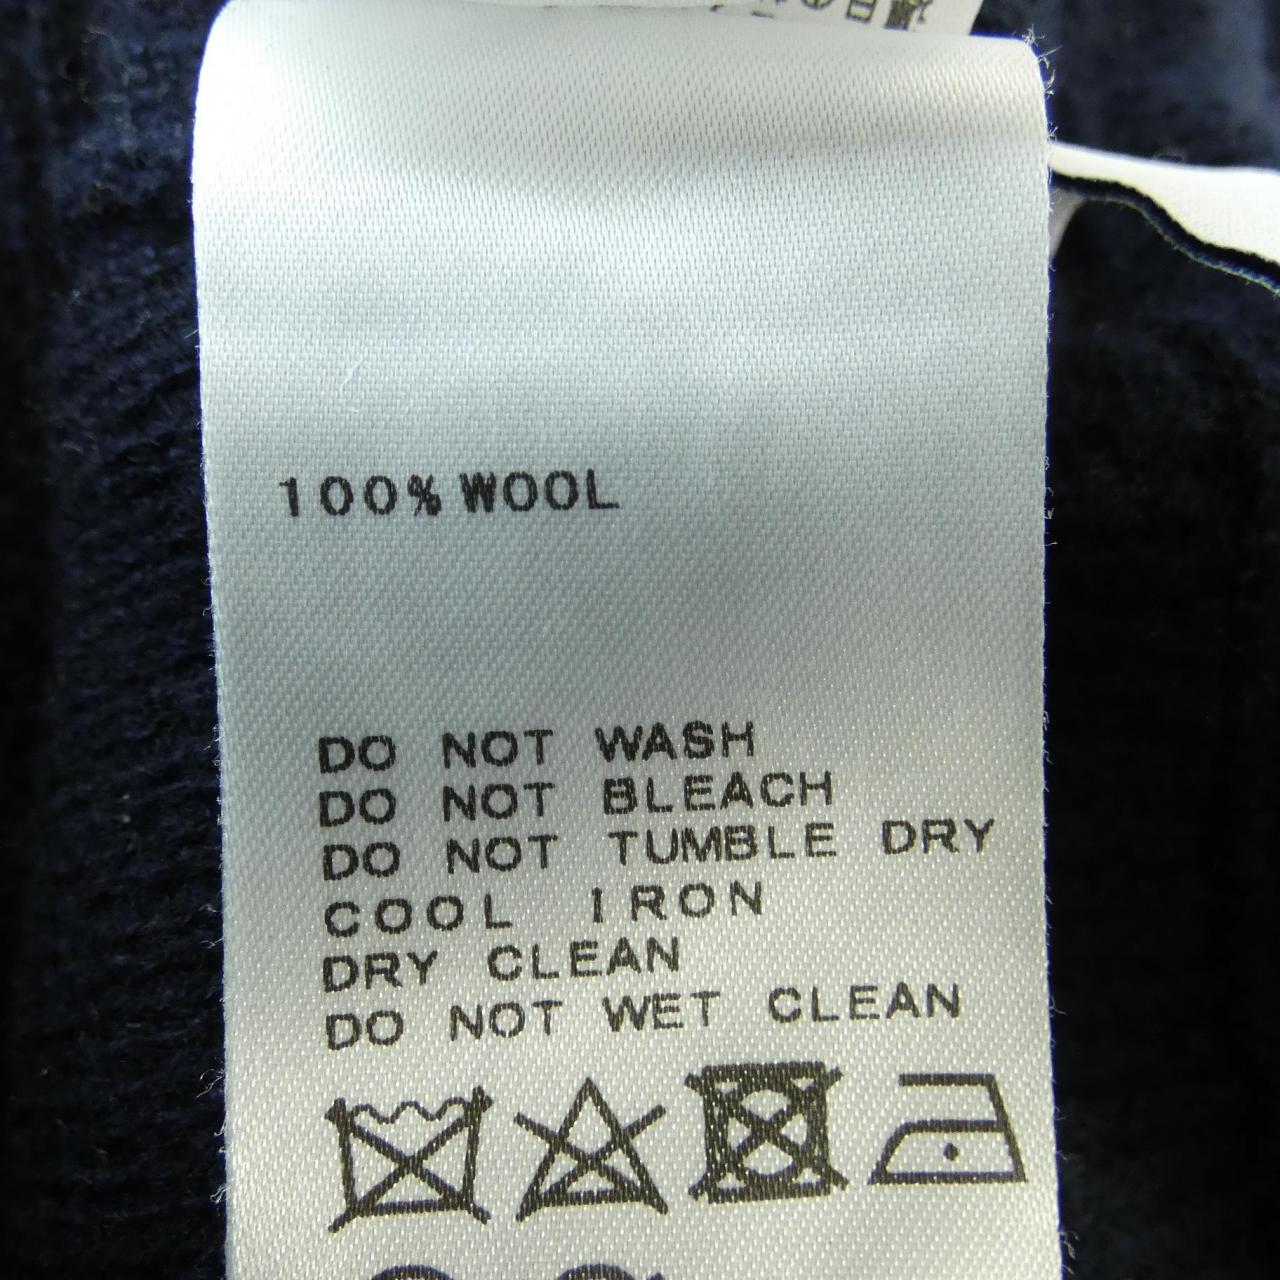 100% WOOL
DO NOT WASH
DO NOT BLEACH
DO NOT TUMBLE DRY
COOL IRON
DRY CLEAN
DO NOT WET CLEAN